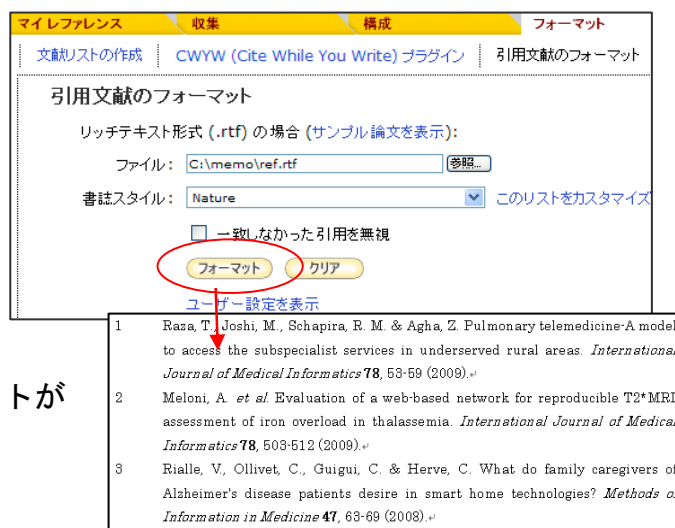 マイ レファレンス 収集 構成 フォーマット
文献リストの作成 CWYW (Cite While You Write) プラグイン 引用文献のフォーマット
引用文献のフォーマット
リッチテキスト形式 (.rtf) の場合 (サンプル論文を表示):
ファイル: C:\memo\ref.rtf 参照...
書誌スタイル: Nature このリストをカスタマイズ
一致しなかった引用を無視
フォーマット クリア
ユーザー設定を表示
1 Raza, T., Joshi, M., Schapira, R. M. & Agha, Z. Pulmonary telemedicine-A model
to access the subspecialist services in underserved rural areas. International
Journal of Medical Informatics 78, 53-59 (2009).
トが
2 Meloni, A. et al. Evaluation of a web-based network for reproducible T2*MRI
assessment of iron overload in thalassemia. International Journal of Medical
Informatics 78, 503-512 (2009).
3 Rialle, V., Ollivet, C., Guigui, C. & Herve, C. What do family caregivers of
Alzheimer's disease patients desire in smart home technologies? Methods of
Information in Medicine 47, 63-69 (2008).